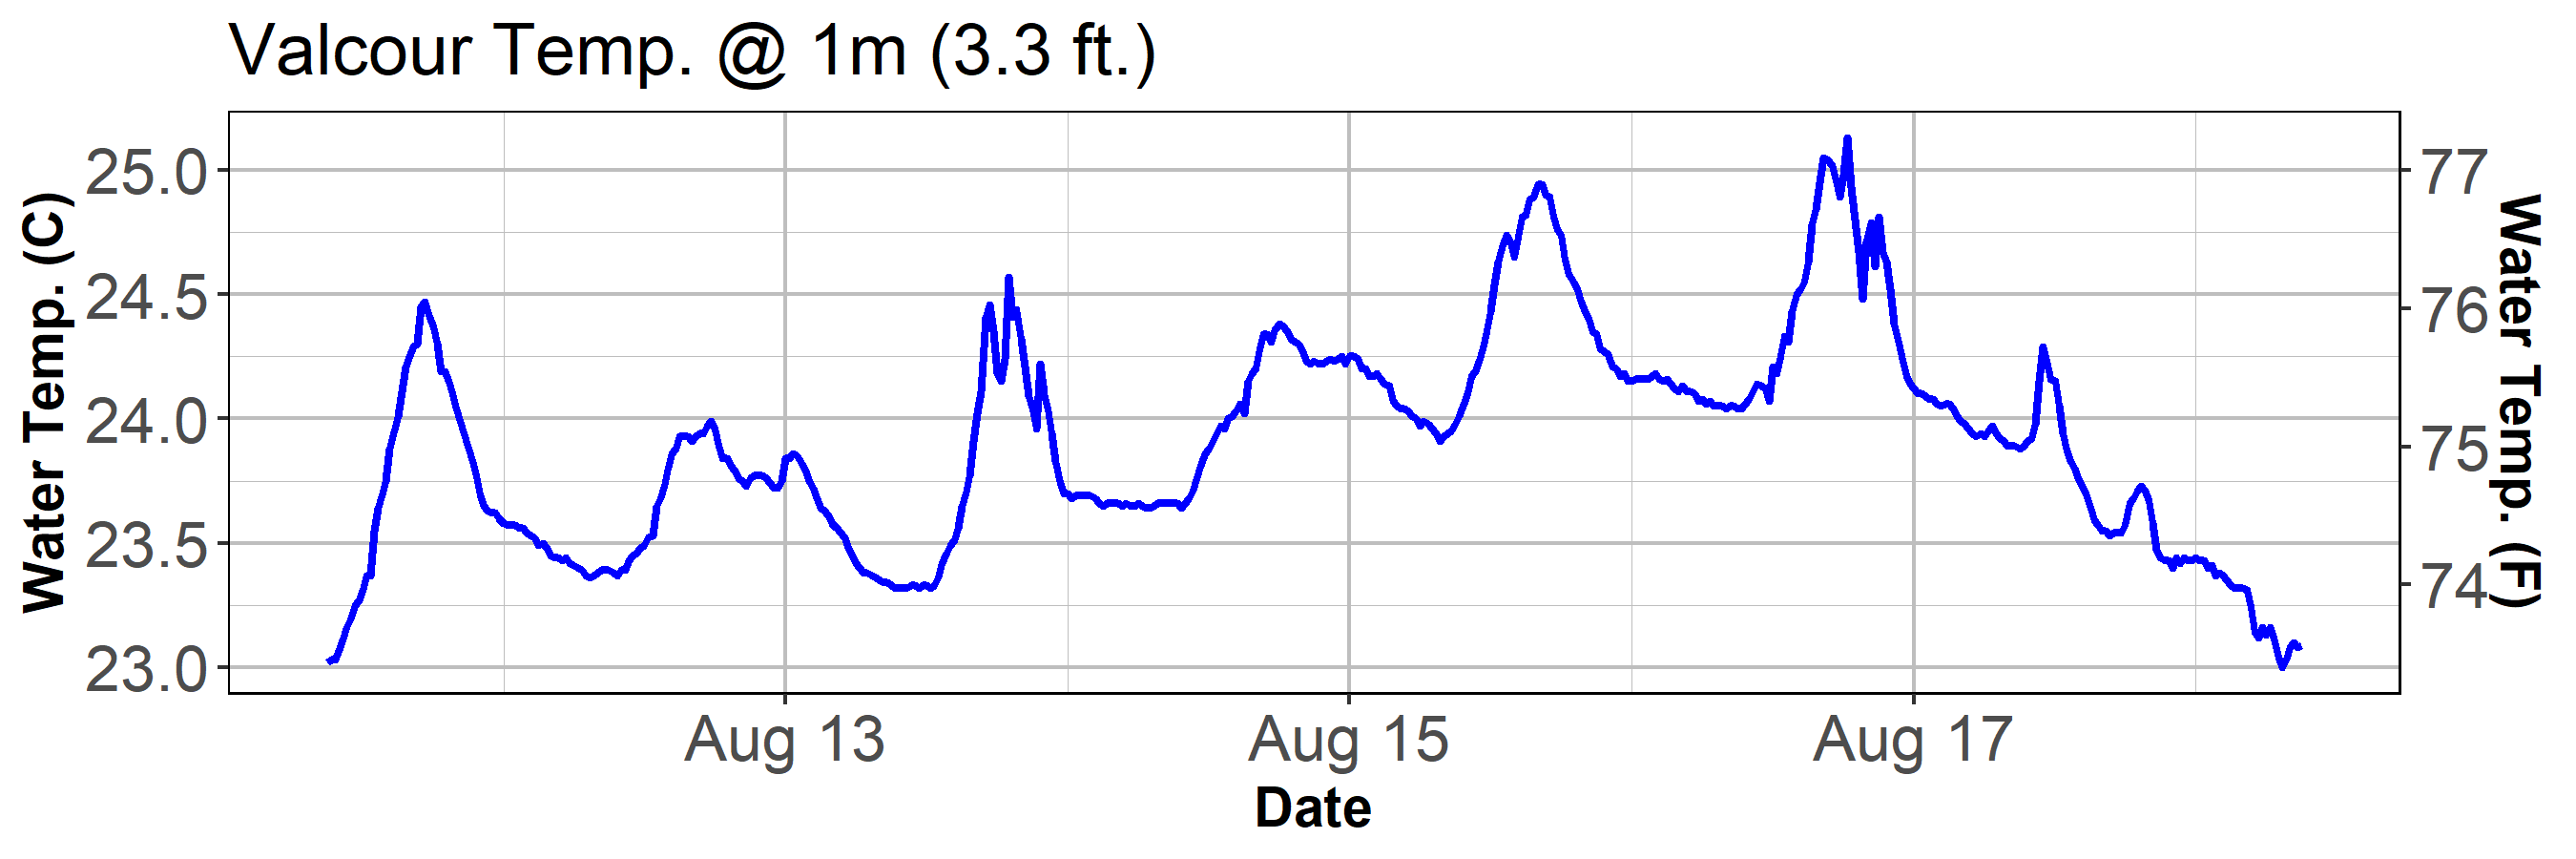 Valcour Temp. @ 1m (3.3 ft.)
Water Temp. (C)
25.0
24.5
24.0
23.5
23.0
77
76
75
74
Water Temp. (F)
Aug 13
Aug 15
Aug 17
Date